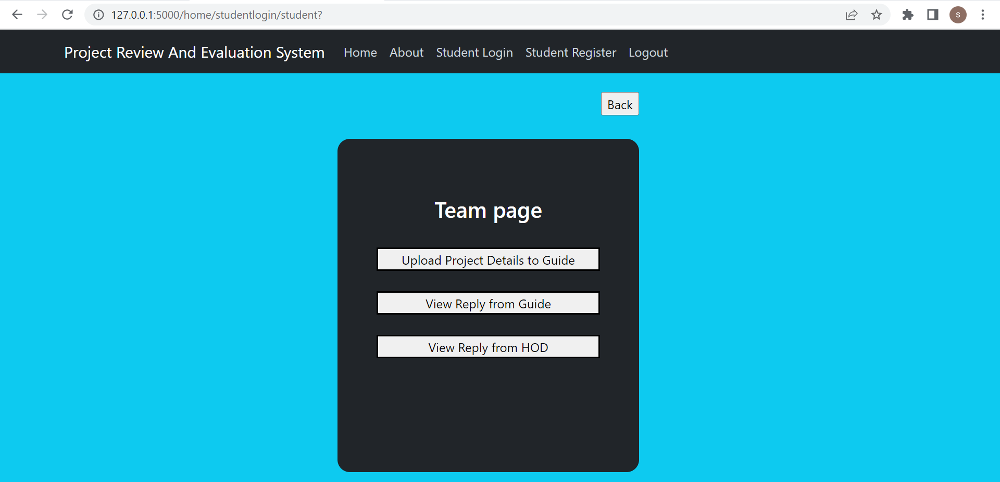 127.0.0.1:5000/home/studentlogin/student?
S
Project Review And Evaluation System Home About Student Login Student Register Logout
Back
Team page
Upload Project Details to Guide
View Reply from Guide
View Reply from HOD